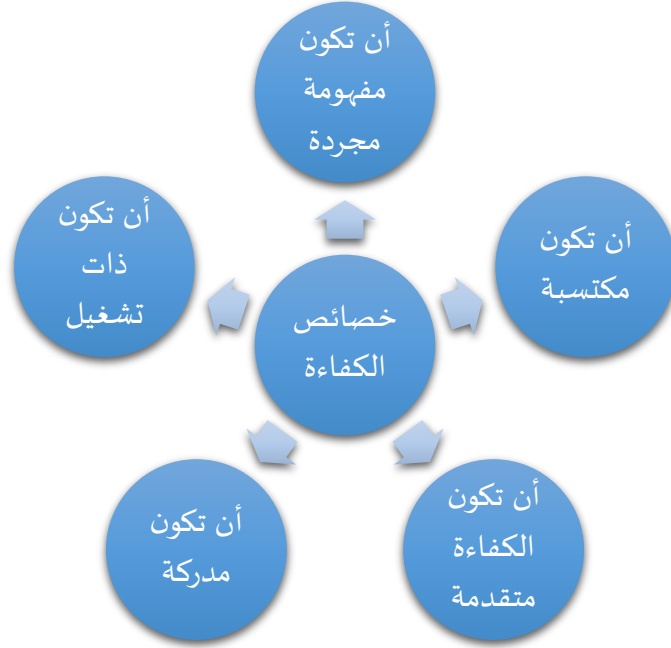 أن تكون
مفهومة
مجردة
أن تكون
مكتسبة
أن تكون
ذات
تشغيل
خصائص
الكفاءة
أن تكون
الكفاءة
متقدمة
أن تكون
مدركة